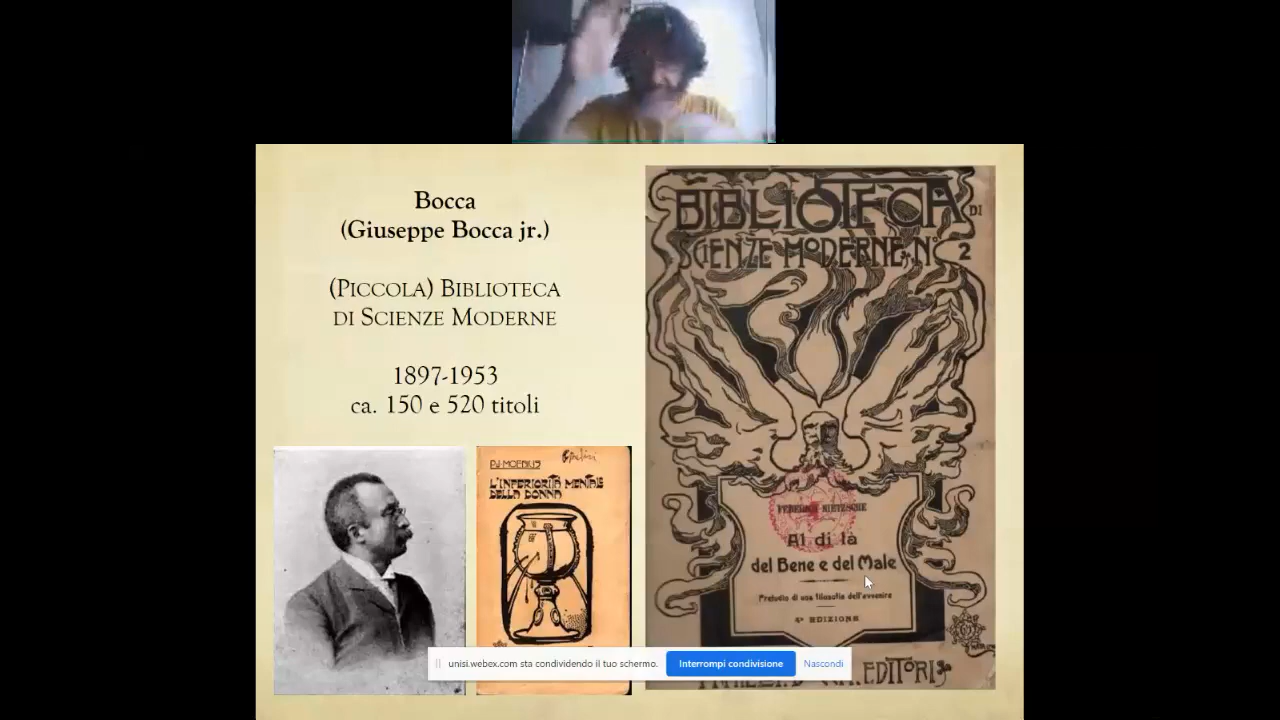 Bocca
(Giuseppe Bocca jr.)
(PICCOLA) BIBLIOTECA
DI SCIENZE MODERNE
1897-1953
ca. 150 e 520 titoli
P.J. MOEBIUS
L'INFERIORITÀ MENTALE
DELLA DONNA
BIBLIOTECA DI
SCIENZE MODERNE N° 2
FEDERICO NIETZSCHE
Al di là
del Bene e del Male
Preludio di una filosofia dell'avvenire
4ª EDIZIONE
EDITORI
unisi.webex.com sta condividendo il tuo schermo.
Interrompi condivisione
Nascondi